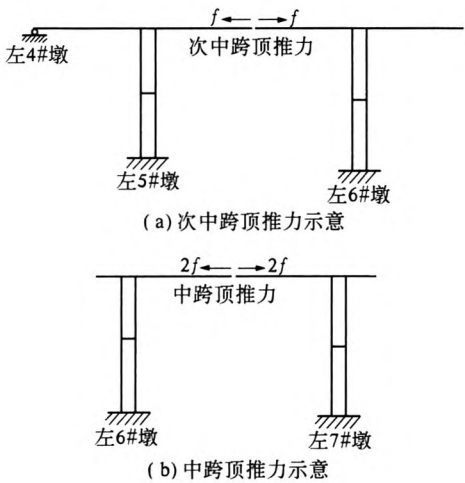 f f
次中跨顶推力
左4#墩
左5#墩
左6#墩
(a)次中跨顶推力示意
2f 2f
中跨顶推力
左6#墩
左7#墩
(b)中跨顶推力示意